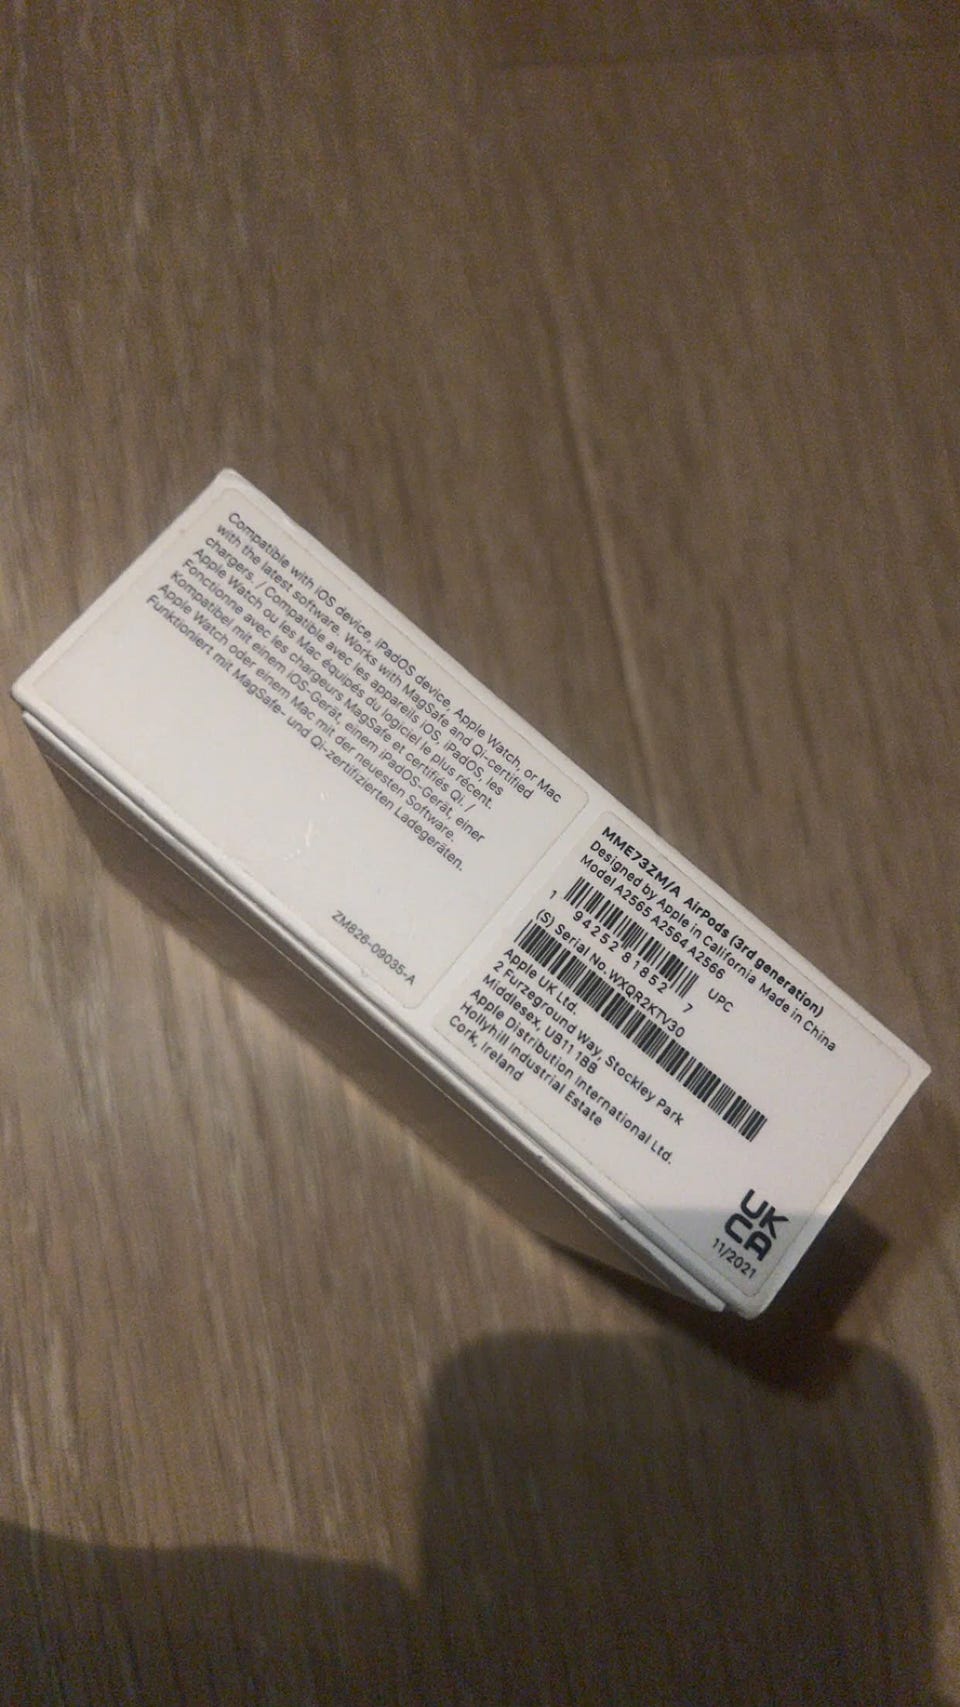 Compatible with iOS device, iPadOS device, Apple Watch, or Mac
with the latest software. Works with MagSafe and Qi-certified
chargers. / Compatible avec les appareils iOS, iPadOS, les
Apple Watch ou les Mac équipés du logiciel le plus récent.
Fonctionne avec les chargeurs MagSafe et certifiés Qi. /
Kompatibel mit einem iOS-Gerät, einem iPadOS-Gerät, einer
Apple Watch oder einem Mac mit der neuesten Software.
Funktioniert mit MagSafe- und Qi-zertifizierten Ladegeräten.
ZM826-09035-A
MME73ZM/A AirPods (3rd generation)
Designed by Apple in California Made in China
Model A2565 A2564 A2566
1 94252 81852 7 UPC
(S) Serial No. WXQR2KTV30
Apple UK Ltd.
2 Furzeground Way, Stockley Park
Middlesex, UB11 1BB
Apple Distribution International Ltd.
Hollyhill Industrial Estate
Cork, Ireland
UK
CA
11/2021